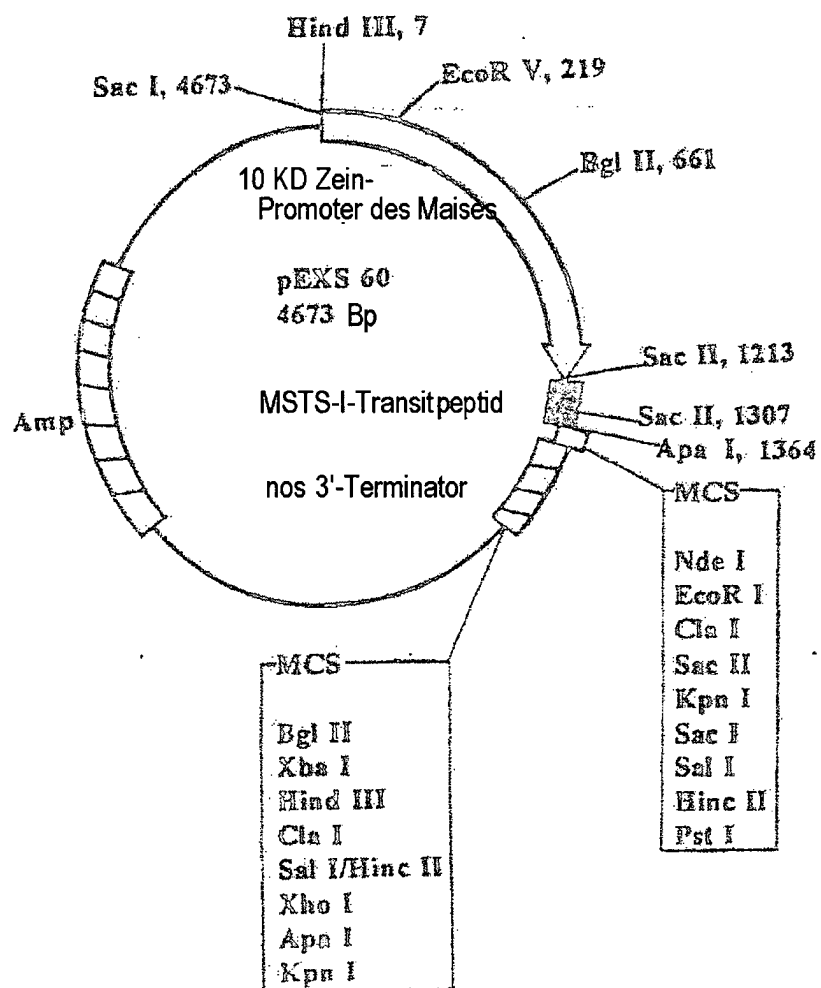 Hind III, 7
Sac I, 4673
EcoR V, 219
Bgl II, 661
10 KD Zein-
Promoter des Maises
pEXS 60
4673 Bp
Sac II, 1213
MSTS-I-Transitpeptid
Sac II, 1307
Apa I, 1364
Amp
nos 3'-Terminator
MCS
Nde I
EcoR I
Cla I
Sac II
Kpn I
Sac I
Sal I
Hinc II
Pst I
MCS
Bgl II
Xba I
Hind III
Cla I
Sal I/Hinc II
Xho I
Apa I
Kpn I